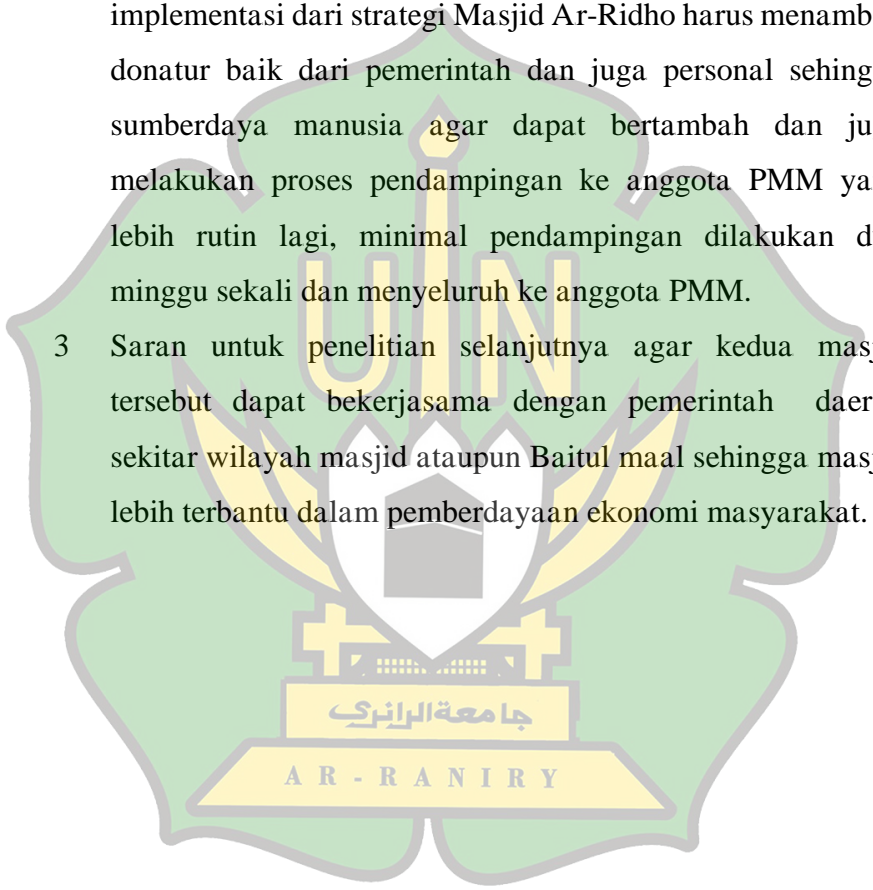 implementasi dari strategi Masjid Ar-Ridho harus menamb
donatur baik dari pemerintah dan juga personal sehing
sumberdaya manusia agar dapat bertambah dan ju
melakukan proses pendampingan ke anggota PMM ya
lebih rutin lagi, minimal pendampingan dilakukan d
minggu sekali dan menyeluruh ke anggota PMM.
3 Saran untuk penelitian selanjutnya agar kedua mas
tersebut dapat bekerjasama dengan pemerintah daer
sekitar wilayah masjid ataupun Baitul maal sehingga mas
lebih terbantu dalam pemberdayaan ekonomi masyarakat.
UIN
جامعة الرانري
AR-RANIRY